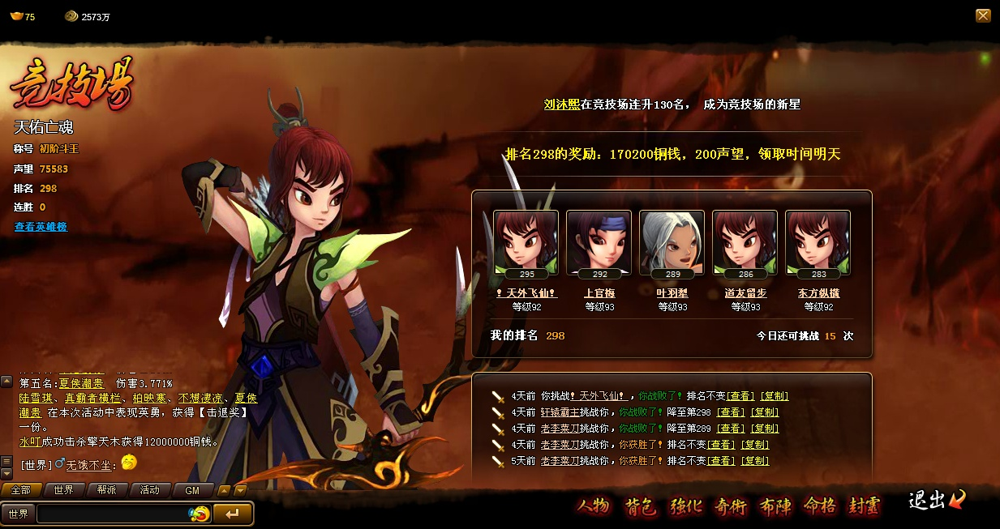 75
2573万
竞技场
天佑亡魂
称号 初阶斗王
声望 75583
排名 298
连胜 0
查看英雄榜
刘沐熙在竞技场连升130名， 成为竞技场的新星
排名298的奖励：170200铜钱，200声望，领取时间明天
295 292 289 286 283
！天外飞仙！ 上官梅 叶羽犁 道友留步 东方纵横
等级92 等级93 等级93 等级93 等级92
我的排名 298 今日还可挑战 15 次
4天前 你挑战！天外飞仙！，你战败了！排名不变[查看] [复制]
4天前 轩辕霸主挑战你，你战败了！降至第298 [查看] [复制]
4天前 老李菜刀挑战你，你战败了！降至第289 [查看] [复制]
4天前 老李菜刀挑战你，你获胜了！排名不变[查看] [复制]
5天前 老李菜刀挑战你，你获胜了！排名不变[查看] [复制]
第五名:夏侯潮贵 伤害3.771%
陆雪琪、真霸者横栏、柏映寒、不想凄凉、夏侯
潮贵 在本次活动中表现英勇，获得【击退奖】
一份。
水叮成功击杀擎天木获得12000000铜钱。
[世界]♂无饿不坐：
全部 世界 帮派 活动 GM
世界
人物 背包 強化 奇術 布陣 命格 封靈
退出